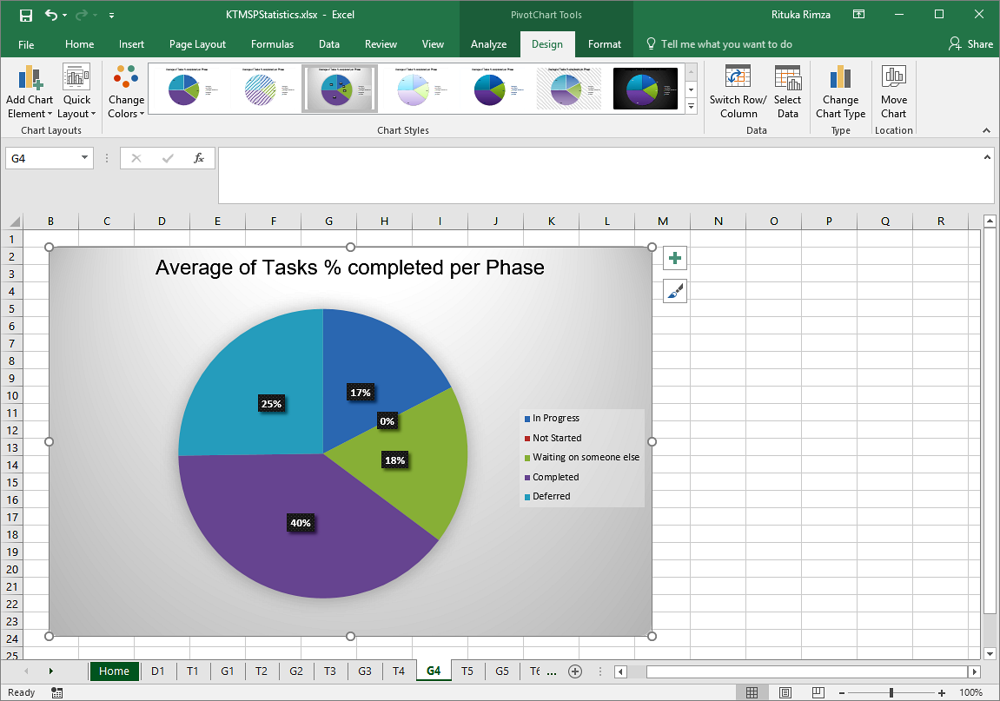 KTMSPStatistics.xlsx - Excel
PivotChart Tools
Rituka Rimza
File Home Insert Page Layout Formulas Data Review View Analyze Design Format Tell me what you want to do Share
Add Chart Element
Quick Layout
Change Colors
Switch Row/ Column
Select Data
Change Chart Type
Move Chart
Chart Layouts Chart Styles Data Type Location
G4 fx
B C D E F G H I J K L M N O P Q R
1
2
3
4
5
6
7
8
9
10
11
12
13
14
15
16
17
18
19
20
21
22
23
24
25
Average of Tasks % completed per Phase
17%
25%
0%
18%
40%
In Progress
Not Started
Waiting on someone else
Completed
Deferred
Home D1 T1 G1 T2 G2 T3 G3 T4 G4 T5 G5 T6 ...
Ready 100%